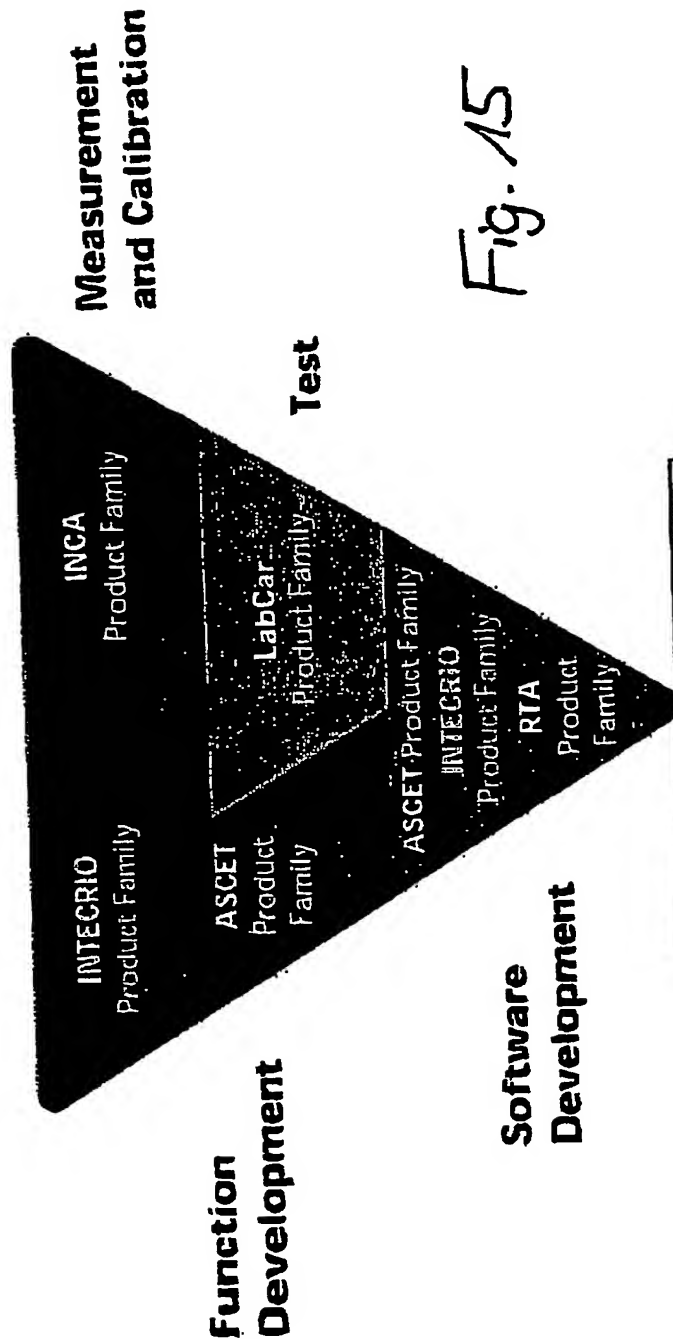 Function
Development
Software
Development
Measurement
and Calibration
Test
INTECRIO
Product Family
INCA
Product Family
ASCET
Product
Family
LabCar
Product Family
ASCET-Product Family
INTECRIO
Product Family
RTA
Product
Family
Fig. 15